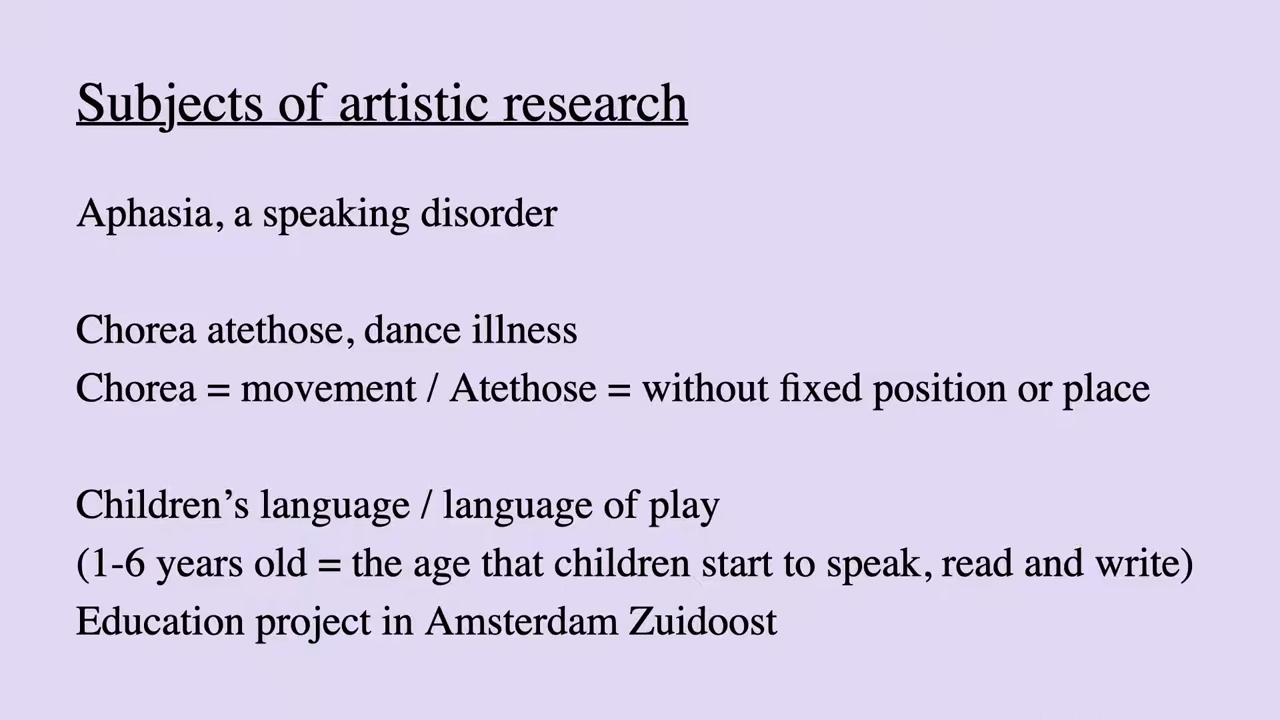 Subjects of artistic research
Aphasia, a speaking disorder
Chorea atethose, dance illness
Chorea = movement / Atethose = without fixed position or place
Children’s language / language of play
(1-6 years old = the age that children start to speak, read and write)
Education project in Amsterdam Zuidoost